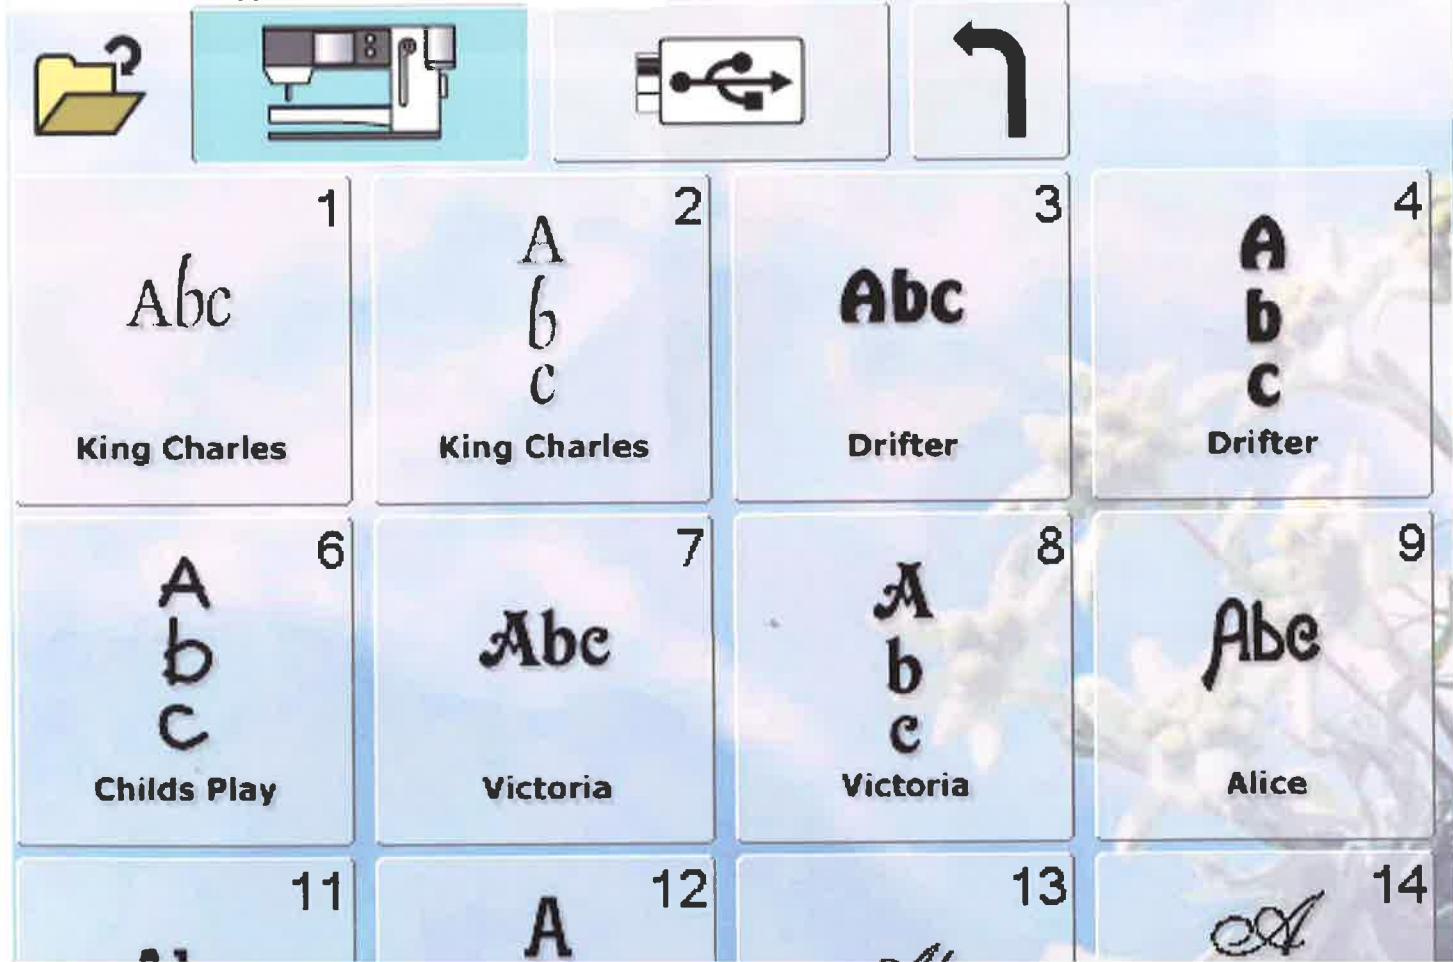 1
Abc
King Charles
2
A
b
c
King Charles
3
Abc
Drifter
4
A
b
c
Drifter
6
A
b
c
Childs Play
7
Abc
Victoria
8
A
b
c
Victoria
9
Abc
Alice
11
12
A
13
14
A